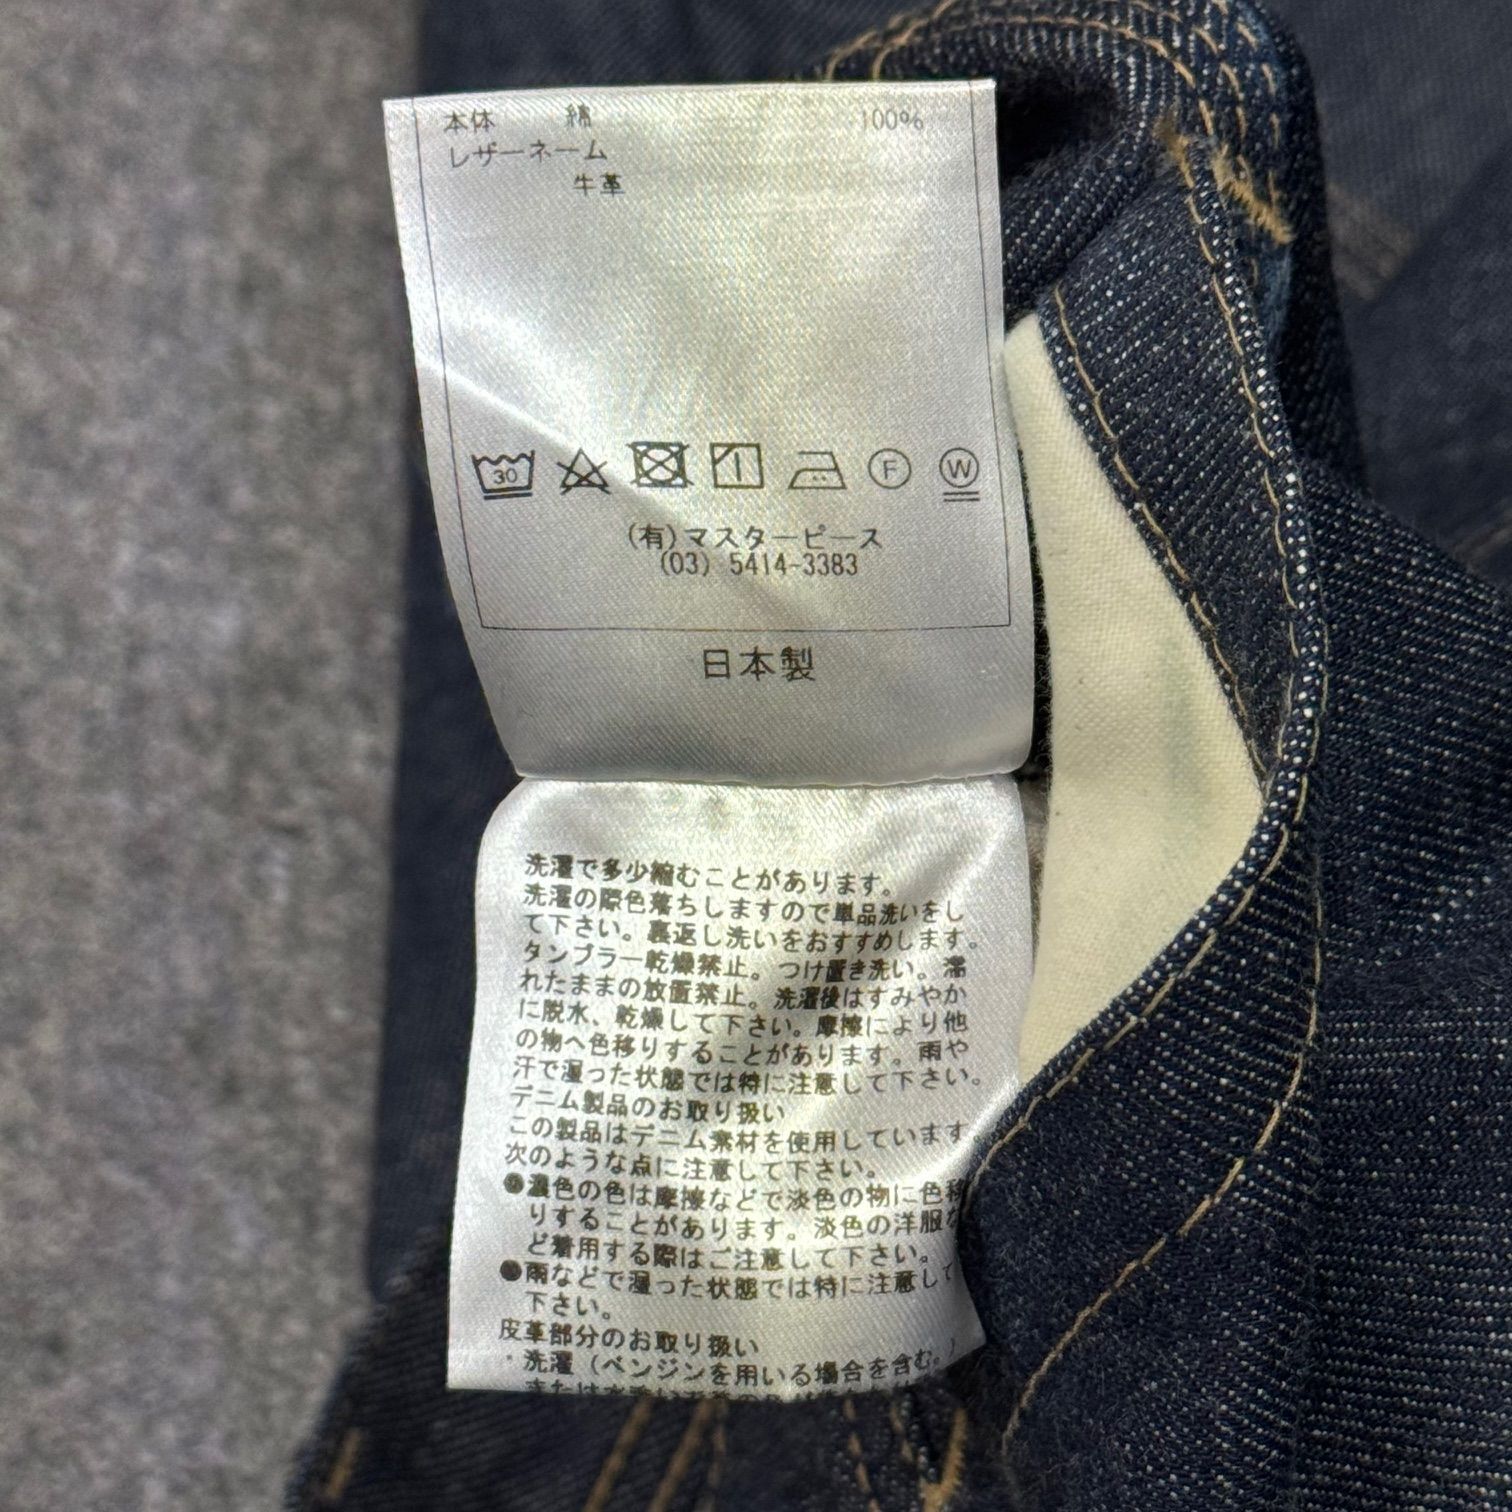 本体 綿 100%
レザーネーム
牛革
30 F W
(有)マスターピース
(03) 5414-3383
日本製
洗濯で多少縮むことがあります。
洗濯の際色落ちしますので単品洗いをし
て下さい。裏返し洗いをおすすめします。
タンブラー乾燥禁止。つけ置き洗い。濡
れたままの放置禁止。洗濯後はすみやか
に脱水、乾燥して下さい。摩擦により他
の物へ色移りすることがあります。雨や
汗で湿った状態では特に注意して下さい。
デニム製品のお取り扱い
この製品はデニム素材を使用しています
次のような点に注意して下さい。
●濃色の色は摩擦などで淡色の物に色移
りすることがあります。淡色の洋服な
ど着用する際はご注意して下さい。
●雨などで湿った状態では特に注意して
下さい。
皮革部分のお取り扱い
・洗濯(ベンジンを用いる場合を含む。)
または水洗い